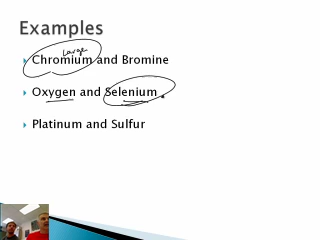 Examples
Large
Chromium and Bromine
Oxygen and Selenium
Platinum and Sulfur